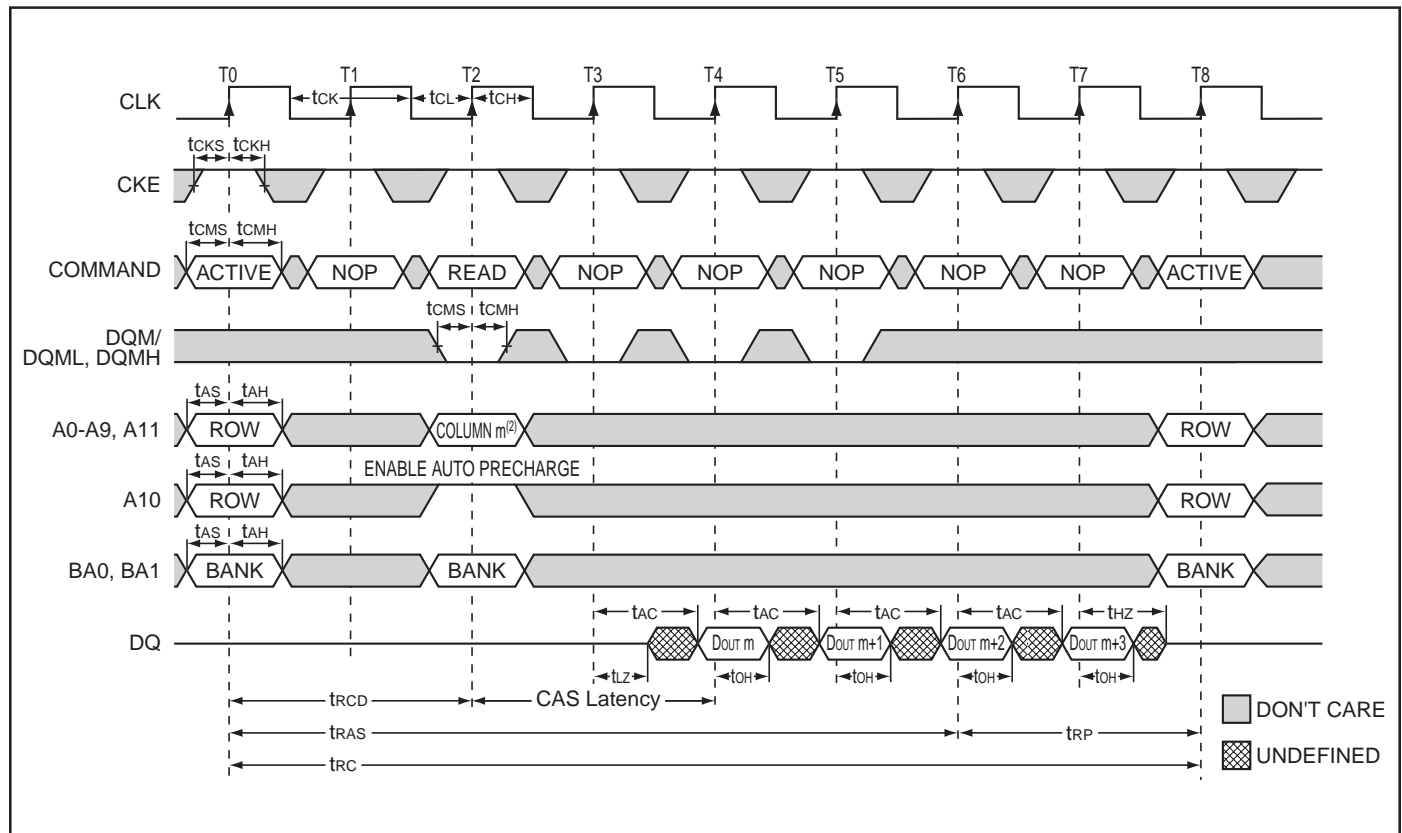 T0 T1 T2 T3 T4 T5 T6 T7 T8
CLK tCK tCL tCH
tCKS tCKH
CKE
tCMS tCMH
COMMAND ACTIVE NOP READ NOP NOP NOP NOP NOP ACTIVE
tCMS tCMH
DQM/
DQML, DQMH
tAS tAH
A0-A9, A11 ROW COLUMN m(2) ROW
tAS tAH ENABLE AUTO PRECHARGE
A10 ROW ROW
tAS tAH
BA0, BA1 BANK BANK BANK
tAC tAC tAC tAC tHZ
DQ DOUT m DOUT m+1 DOUT m+2 DOUT m+3
tLZ tOH tOH tOH tOH
tRCD CAS Latency
DON'T CARE
tRAS tRP
UNDEFINED
tRC